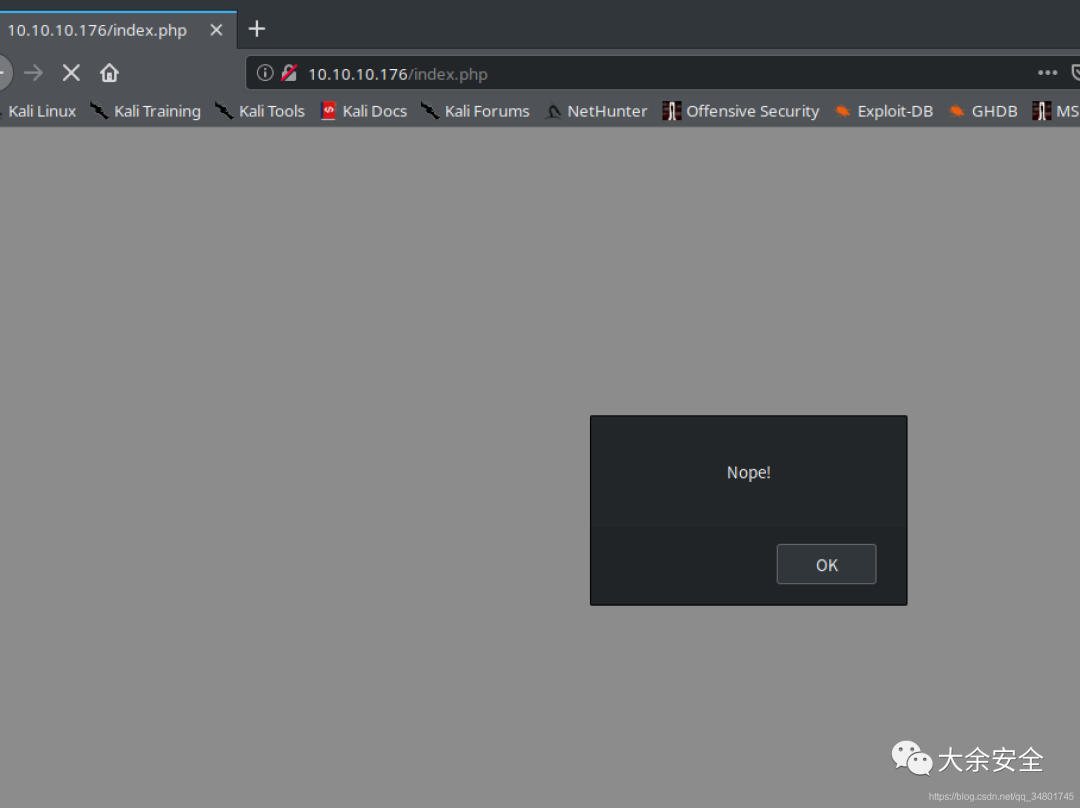 10.10.10.176/index.php
10.10.10.176/index.php
Kali Linux Kali Training Kali Tools Kali Docs Kali Forums NetHunter Offensive Security Exploit-DB GHDB MS
Nope!
OK
大余安全
https://blog.csdn.net/qq_34801745